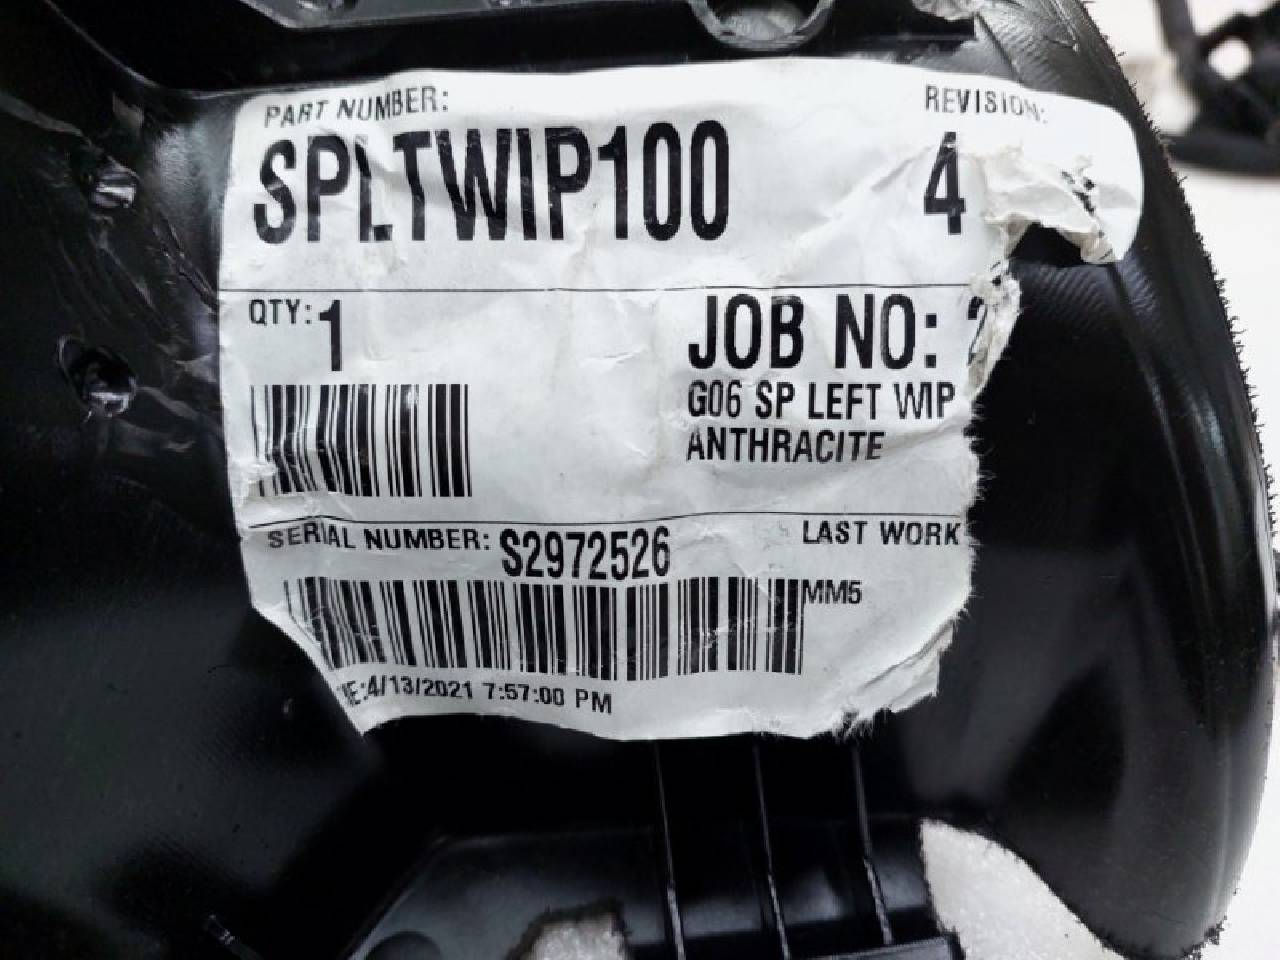 PART NUMBER:
REVISION:
SPLTWIP100
4
QTY: 1
JOB NO:
G06 SP LEFT WIP
ANTHRACITE
SERIAL NUMBER: S2972526
LAST WORK
MM5
4/13/2021 7:57:00 PM